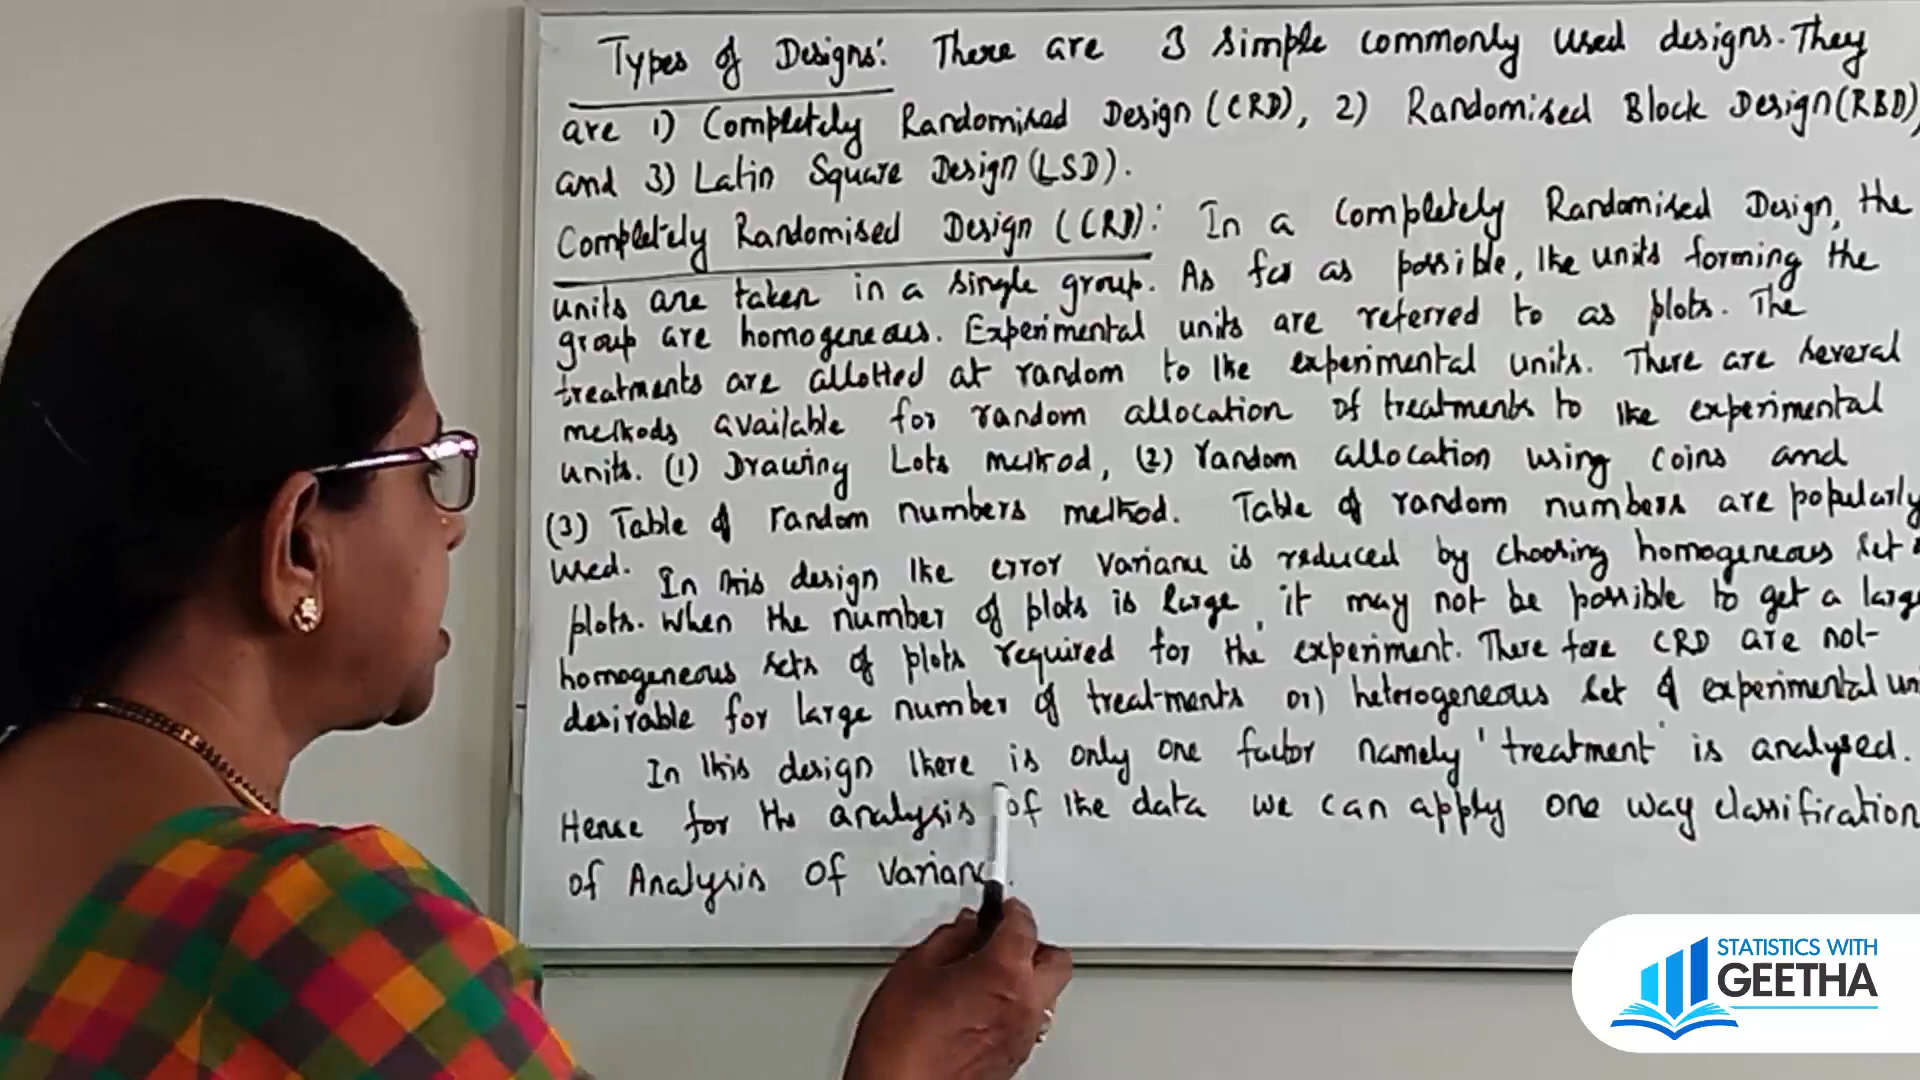 Types of Designs: There are 3 simple commonly used designs. They
are 1) Completely Randomised Design (CRD), 2) Randomised Block Design (RBD),
and 3) Latin Square Design (LSD).
Completely Randomised Design (CRD): In a Completely Randomised Design, the
units are taken in a single group. As far as possible, the units forming the
group are homogeneous. Experimental units are referred to as plots. The
treatments are allotted at random to the experimental units. There are several
methods available for random allocation of treatments to the experimental
units. (1) Drawing Lots method, (2) random allocation using coins and
(3) Table of random numbers method. Table of random numbers are popularly
used. In this design the error variance is reduced by choosing homogeneous set
plots. When the number of plots is large, it may not be possible to get a large
homogeneous sets of plots required for the experiment. There fore CRD are not
desirable for large number of treatments or) heterogeneous set of experimental un
In this design there is only one factor namely 'treatment' is analysed.
Hence for the analysis of the data we can apply one way classification
of Analysis of Varianc
STATISTICS WITH
GEETHA